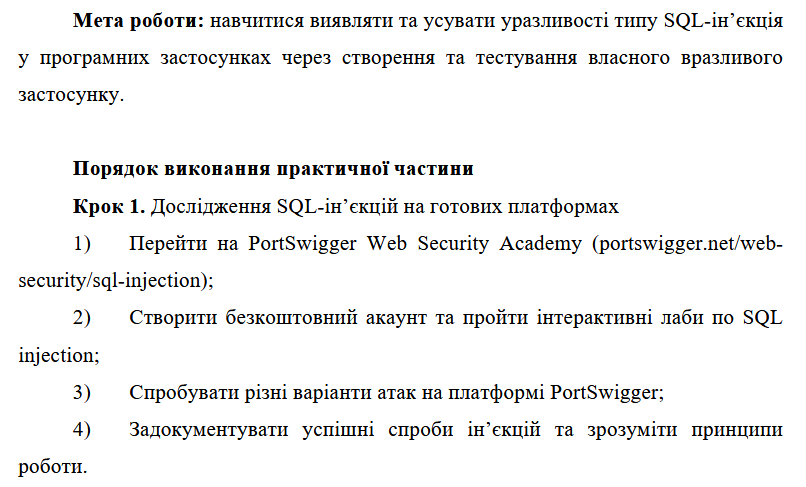 Мета роботи: навчитися виявляти та усувати уразливості типу SQL-ін’єкція
у програмних застосунках через створення та тестування власного вразливого
застосунку.
Порядок виконання практичної частини
Крок 1. Дослідження SQL-ін’єкцій на готових платформах
1) Перейти на PortSwigger Web Security Academy (portswigger.net/web-
security/sql-injection);
2) Створити безкоштовний акаунт та пройти інтерактивні лаби по SQL
injection;
3) Спробувати різні варіанти атак на платформі PortSwigger;
4) Задокументувати успішні спроби ін’єкцій та зрозуміти принципи
роботи.